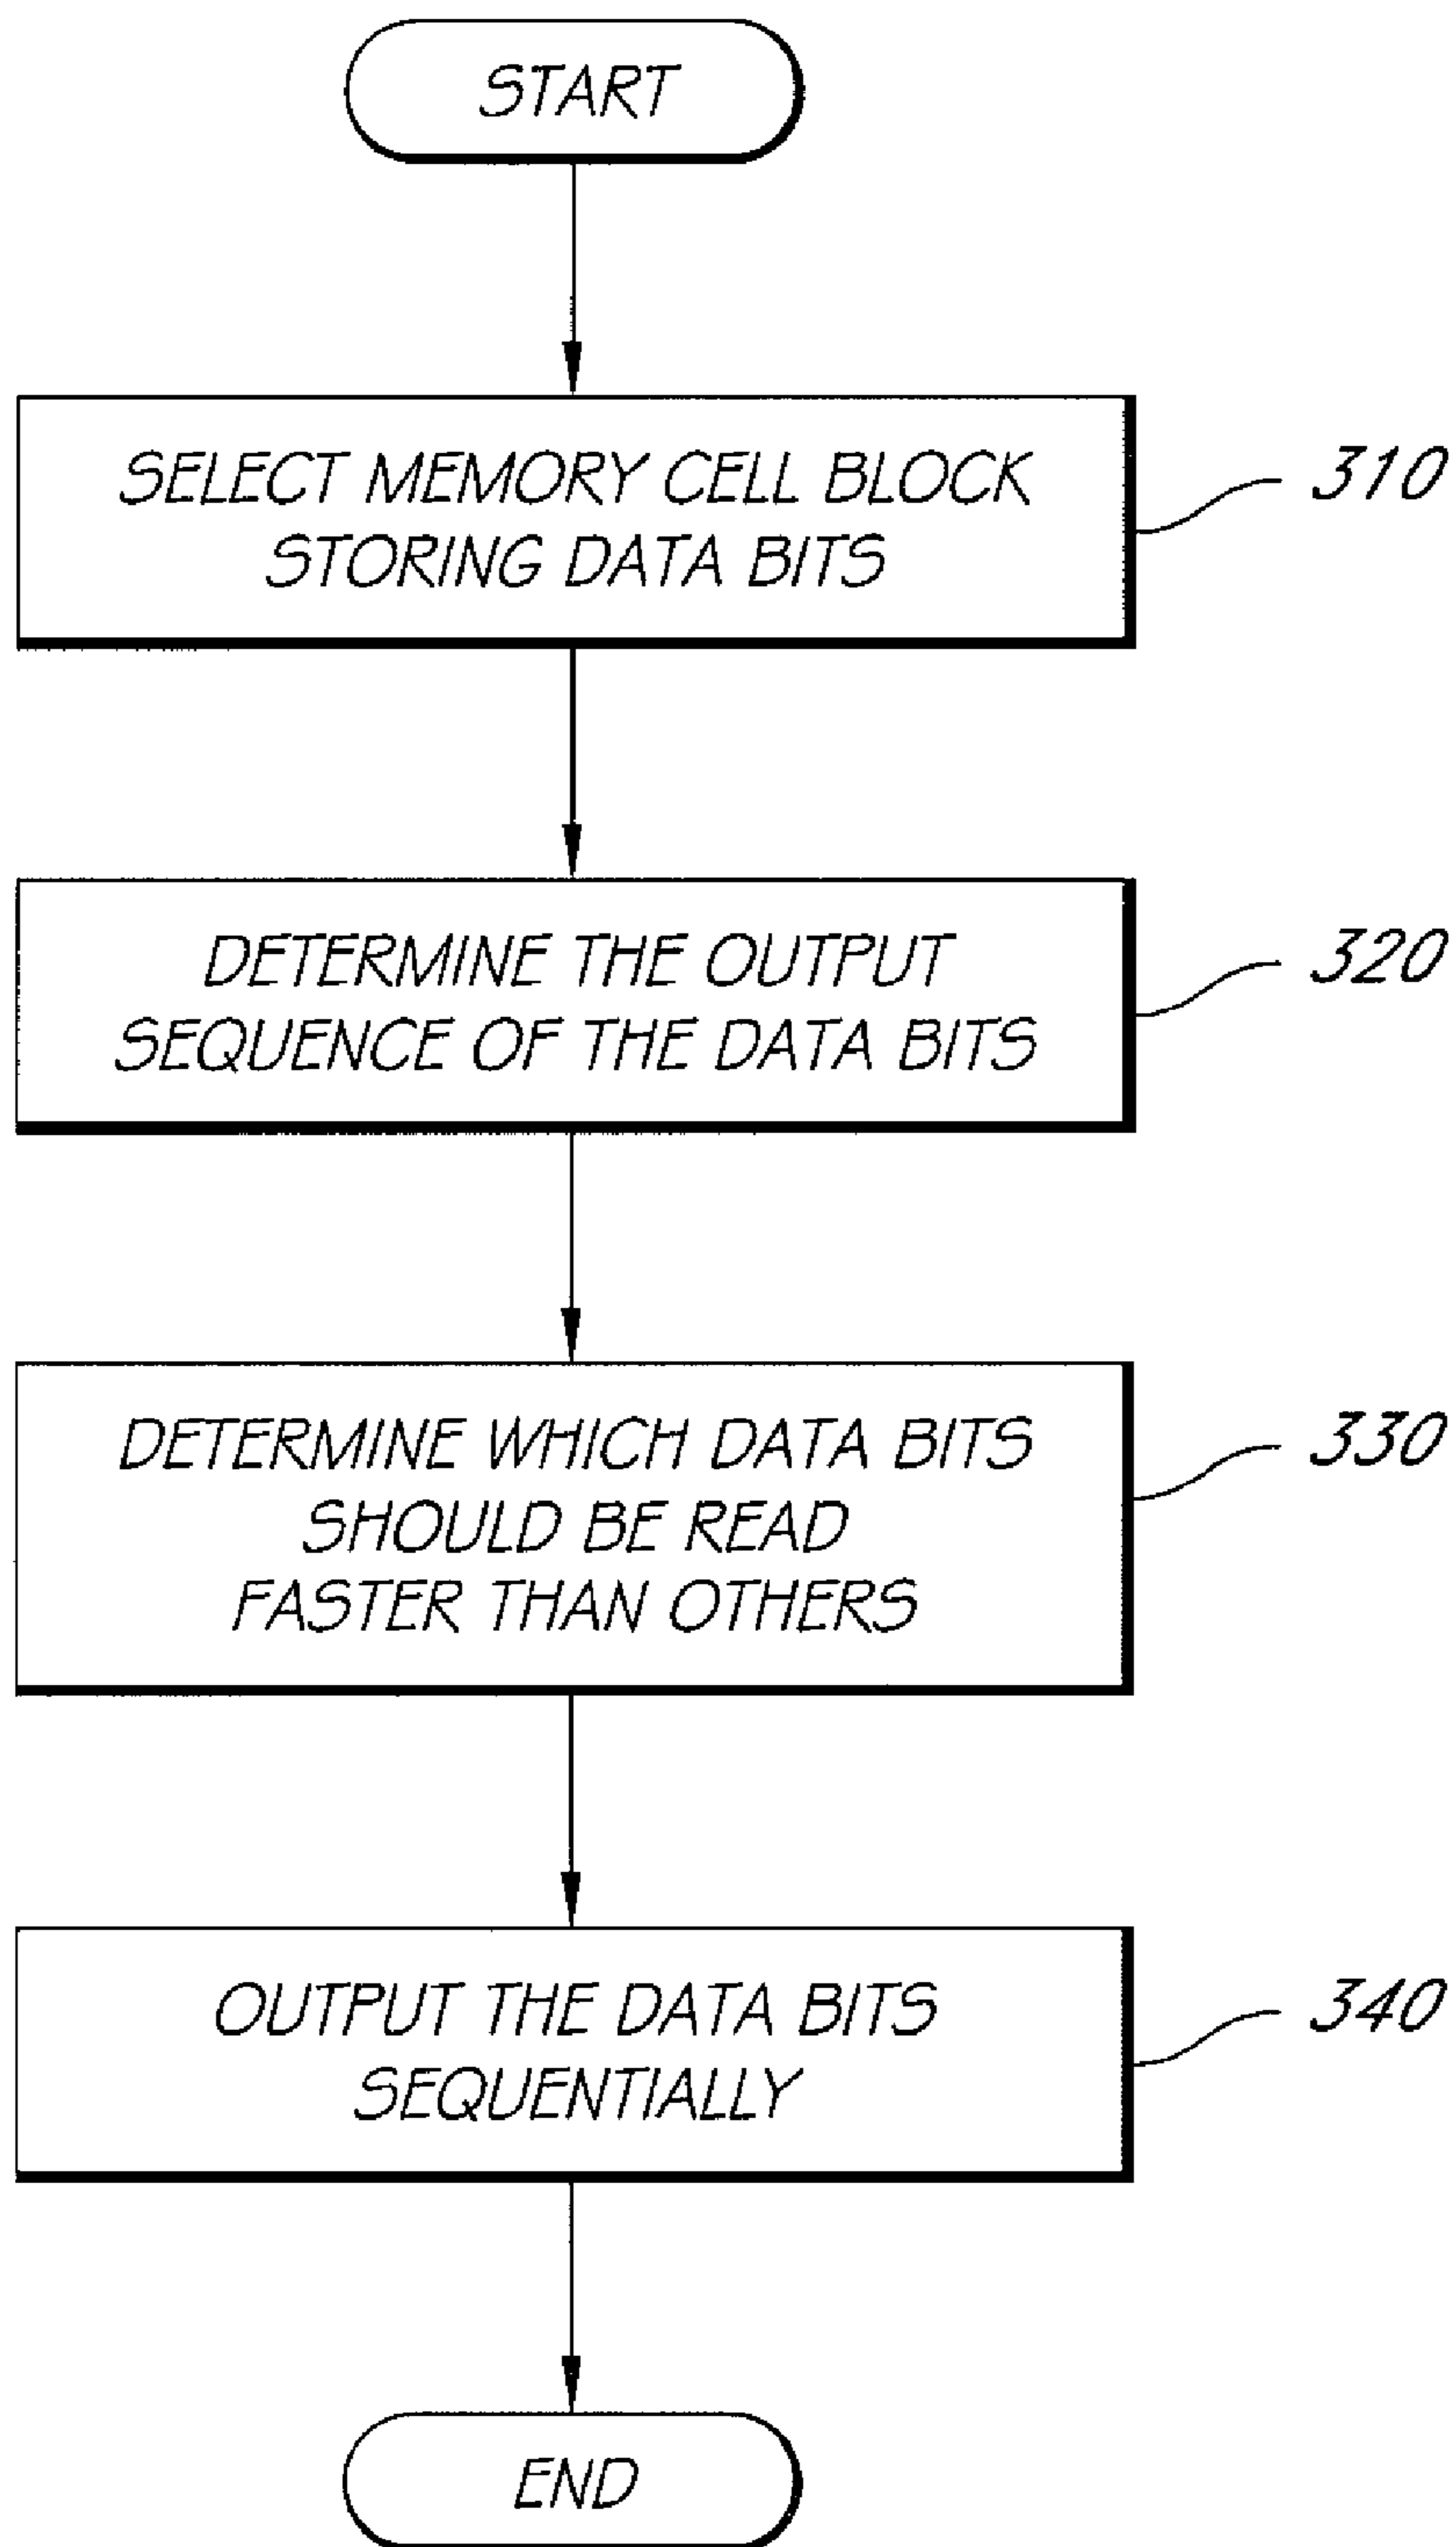 START
SELECT MEMORY CELL BLOCK
STORING DATA BITS
310
DETERMINE THE OUTPUT
SEQUENCE OF THE DATA BITS
320
DETERMINE WHICH DATA BITS
SHOULD BE READ
FASTER THAN OTHERS
330
OUTPUT THE DATA BITS
SEQUENTIALLY
340
END